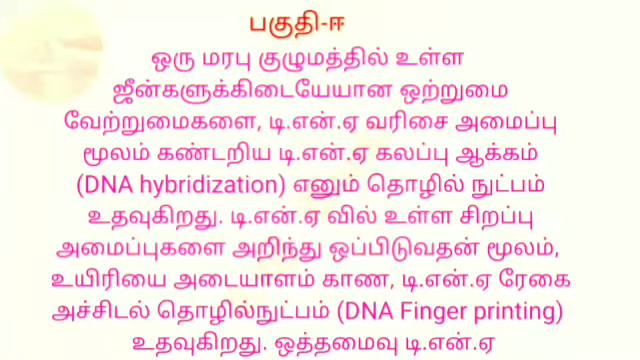 பகுதி-ஈ
ஒரு மரபு குழுமத்தில் உள்ள
ஜீன்களுக்கிடையேயான ஒற்றுமை
வேற்றுமைகளை, டி.என்.ஏ வரிசை அமைப்பு
மூலம் கண்டறிய டி.என்.ஏ கலப்பு ஆக்கம்
(DNA hybridization) எனும் தொழில் நுட்பம்
உதவுகிறது. டி.என்.ஏ வில் உள்ள சிறப்பு
அமைப்புகளை அறிந்து ஒப்பிடுவதன் மூலம்,
உயிரியை அடையாளம் காண, டி.என்.ஏ ரேகை
அச்சிடல் தொழில்நுட்பம் (DNA Finger printing)
உதவுகிறது. ஒத்தமைவு டி.என்.ஏ